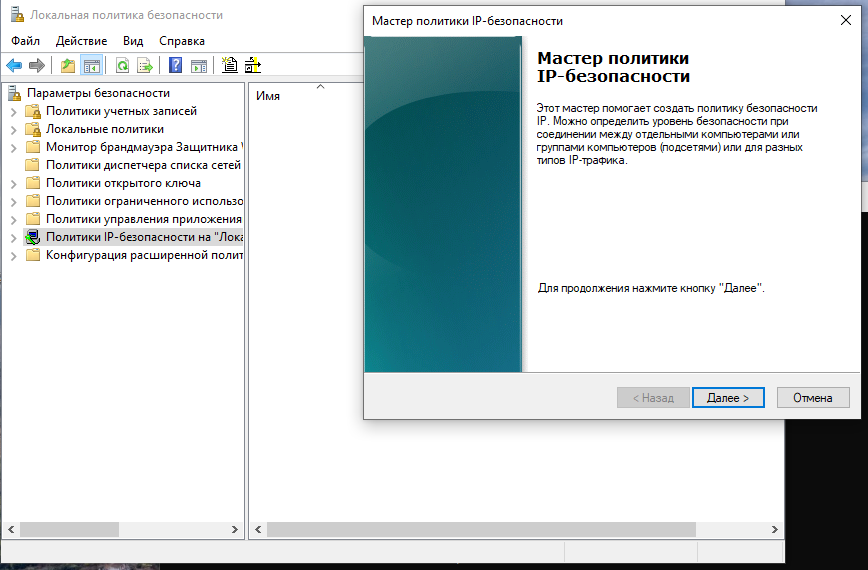 Локальная политика безопасности
Файл Действие Вид Справка
Параметры безопасности
Политики учетных записей
Локальные политики
Монитор брандмауэра Защитника
Политики диспетчера списка сетей
Политики открытого ключа
Политики ограниченного использо
Политики управления приложения
Политики IP-безопасности на "Лока
Конфигурация расширенной полит
Имя
Мастер политики IP-безопасности
Мастер политики
IP-безопасности
Этот мастер помогает создать политику безопасности
IP. Можно определить уровень безопасности при
соединении между отдельными компьютерами или
группами компьютеров (подсетями) или для разных
типов IP-трафика.
Для продолжения нажмите кнопку "Далее".
< Назад Далее > Отмена